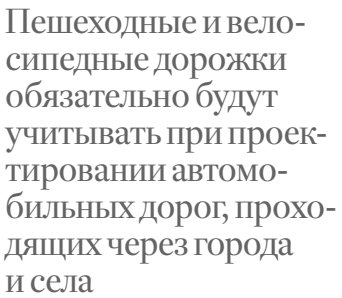 Пешеходные и вело-
сипедные дорожки
обязательно будут
учитывать при проек-
тировании автомо-
бильных дорог, прохо-
дящих через города
и села